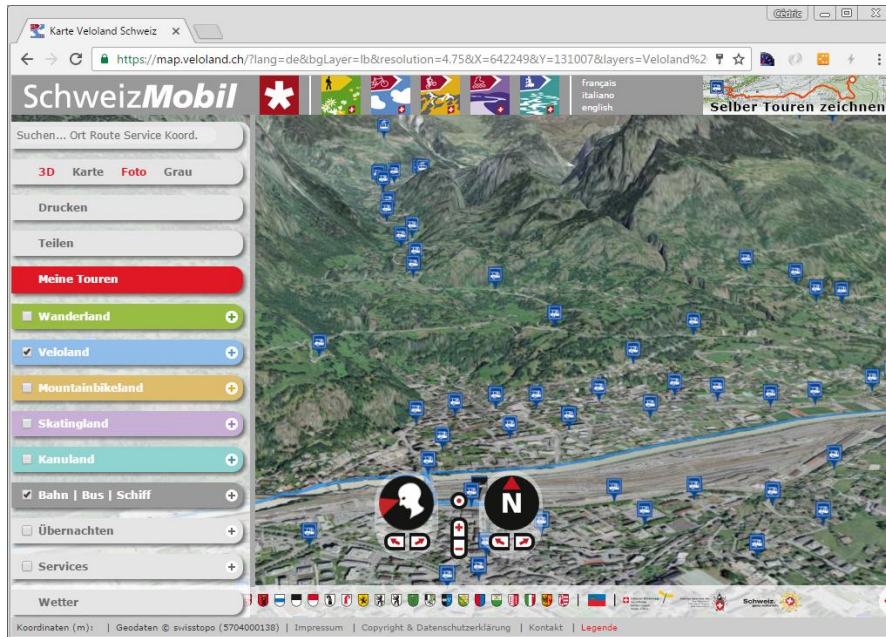 Karte Veloland Schweiz
Cédric
https://map.veloland.ch/?lang=de&bgLayer=lb&resolution=4.75&X=642249&Y=131007&layers=Veloland%2
SchweizMobil
français
italiano
english
Selber Touren zeichnen
Suchen... Ort Route Service Koord.
3D Karte Foto Grau
Drucken
Teilen
Meine Touren
Wanderland
Veloland
Mountainbikeland
Skatingland
Kanuland
Bahn | Bus | Schiff
Übernachten
Services
Wetter
N
Schweiz.
Koordinaten (m): | Geodaten © swisstopo (5704000138) | Impressum | Copyright & Datenschutzerklärung | Kontakt | Legende